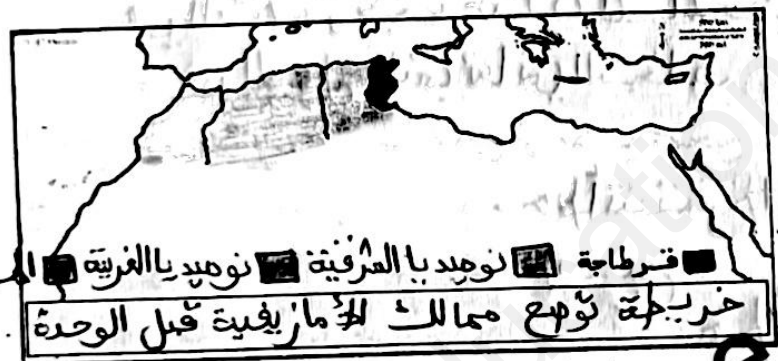 قرطاجة نوميديا الشرقية نوميديا الغربية
خريطة توضح ممالك الأمازيغية قبل الوحدة